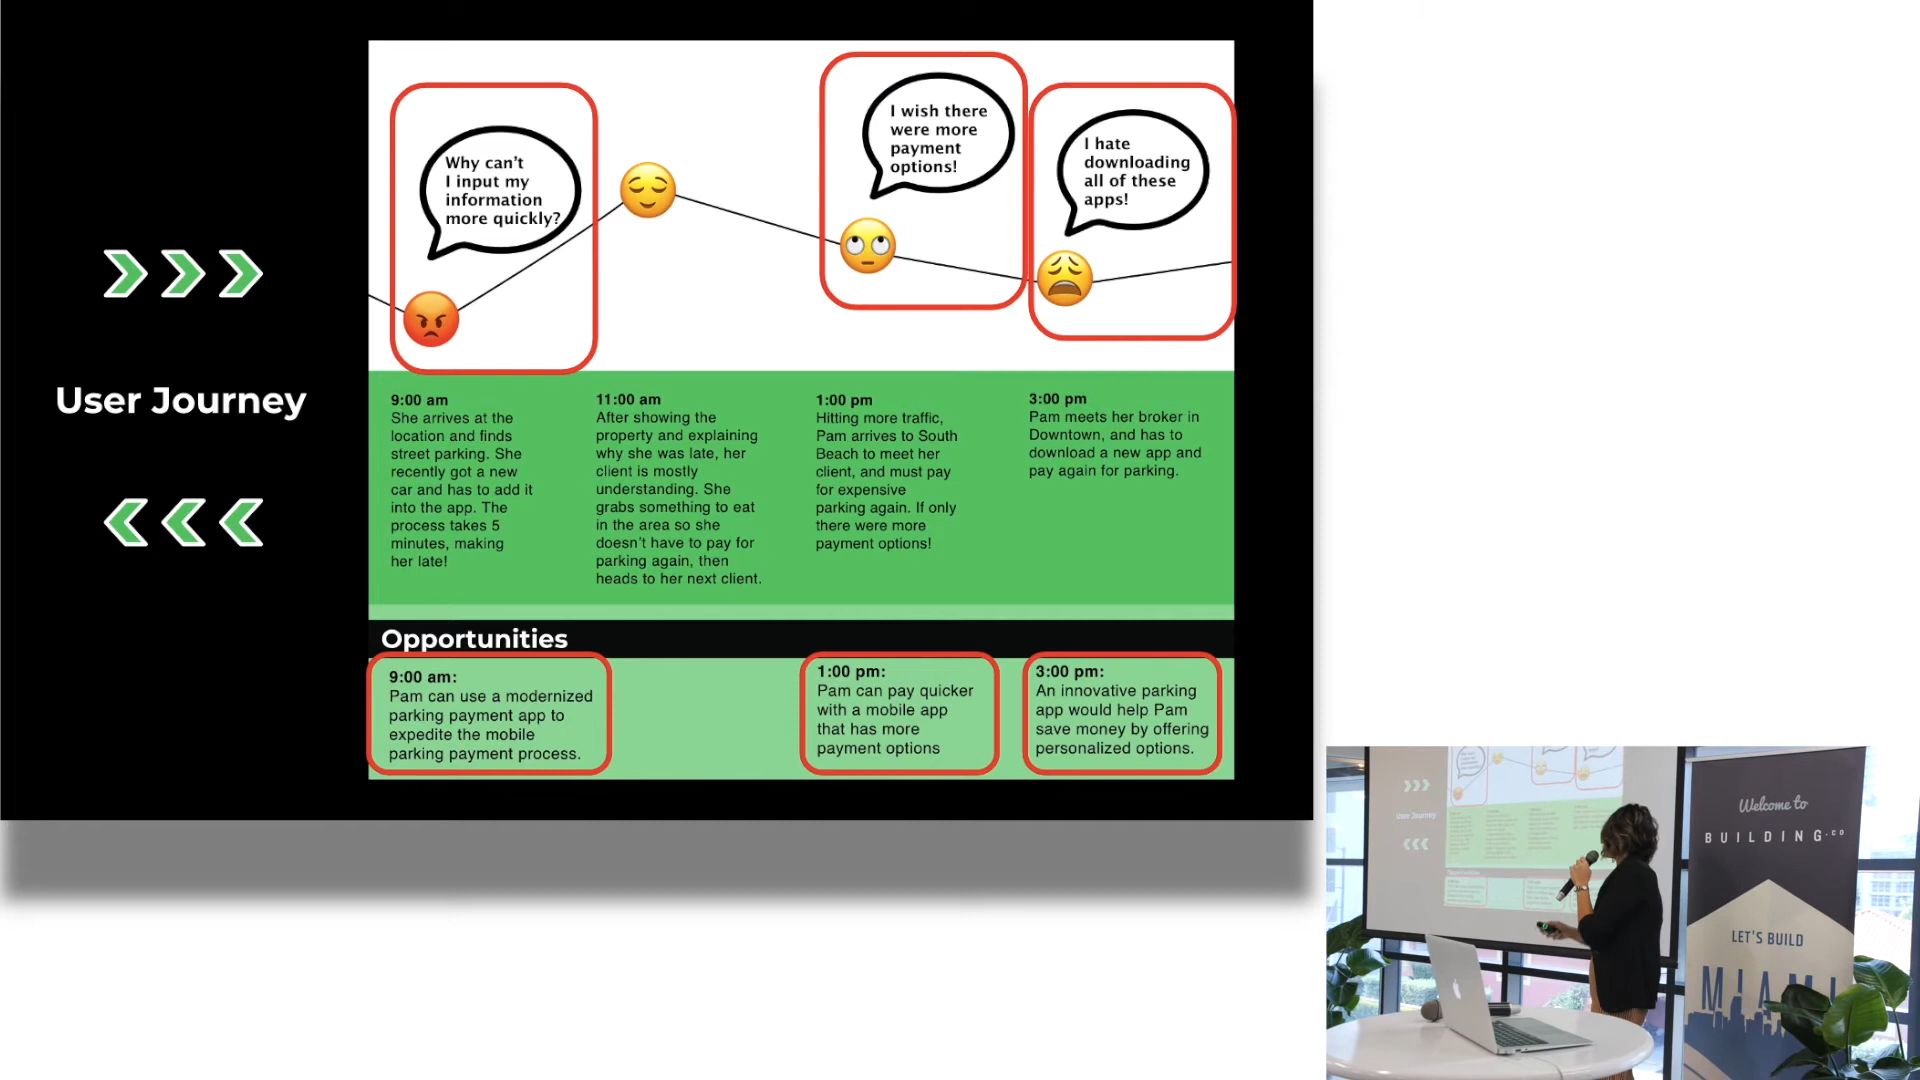 User Journey
Why can't
I input my
information
more quickly?
I wish there
were more
payment
options!
I hate
downloading
all of these
apps!
9:00 am
She arrives at the
location and finds
street parking. She
recently got a new
car and has to add it
into the app. The
process takes 5
minutes, making
her late!
11:00 am
After showing the
property and explaining
why she was late, her
client is mostly
understanding. She
grabs something to eat
in the area so she
doesn't have to pay for
parking again, then
heads to her next client.
1:00 pm
Hitting more traffic,
Pam arrives to South
Beach to meet her
client, and must pay
for expensive
parking again. If only
there were more
payment options!
3:00 pm
Pam meets her broker in
Downtown, and has to
download a new app and
pay again for parking.
Opportunities
9:00 am:
Pam can use a modernized
parking payment app to
expedite the mobile
parking payment process.
1:00 pm:
Pam can pay quicker
with a mobile app
that has more
payment options
3:00 pm:
An innovative parking
app would help Pam
save money by offering
personalized options.
User Journey
Opportunities
Welcome to
BUILDING.co
LET'S BUILD
MIAMI